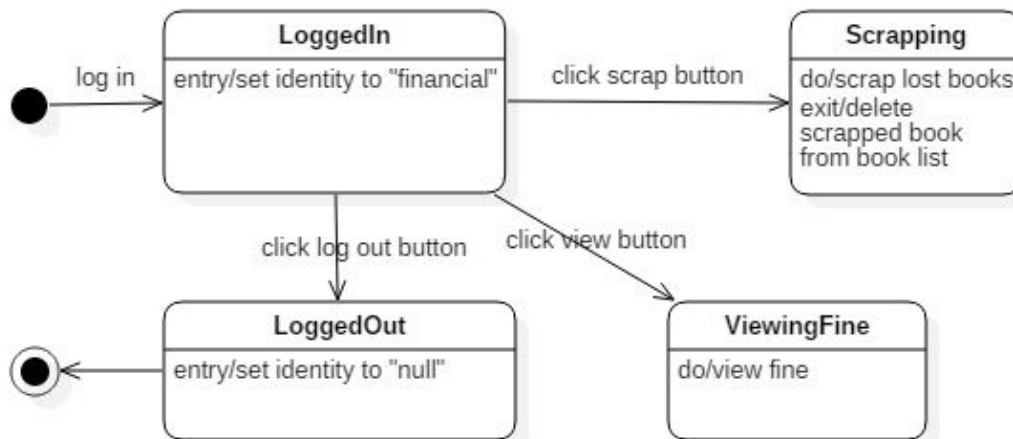 LoggedIn
Scrapping
log in
entry/set identity to "financial"
click scrap button
do/scrap lost books
exit/delete
scrapped book
from book list
click log out button
click view button
LoggedOut
ViewingFine
entry/set identity to "null"
do/view fine